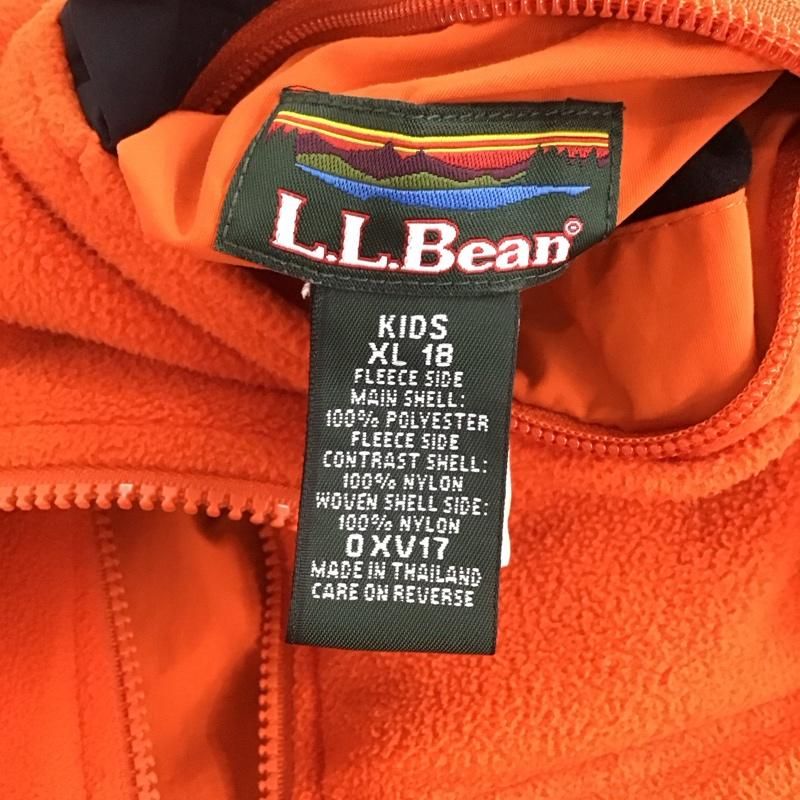 L.L.Bean®
KIDS
XL 18
FLEECE SIDE
MAIN SHELL:
100% POLYESTER
FLEECE SIDE
CONTRAST SHELL:
100% NYLON
WOVEN SHELL SIDE:
100% NYLON
0XV17
MADE IN THAILAND
CARE ON REVERSE